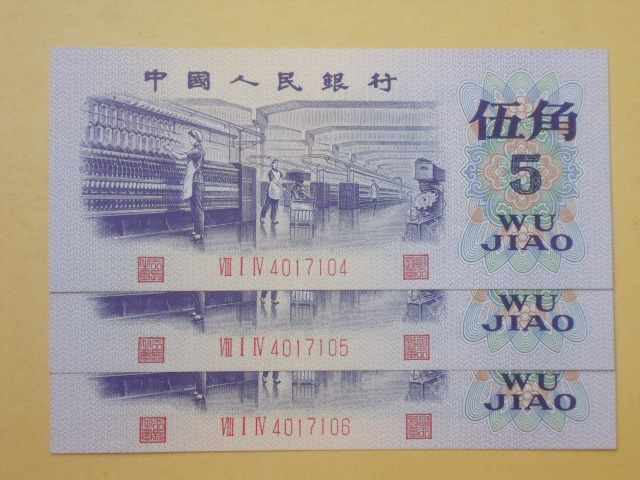 中國人民銀行
伍角
5
WU
JIAO
VIII I IV 4017104
WU
JIAO
VIII I IV 4017105
WU
JIAO
VIII I IV 4017106